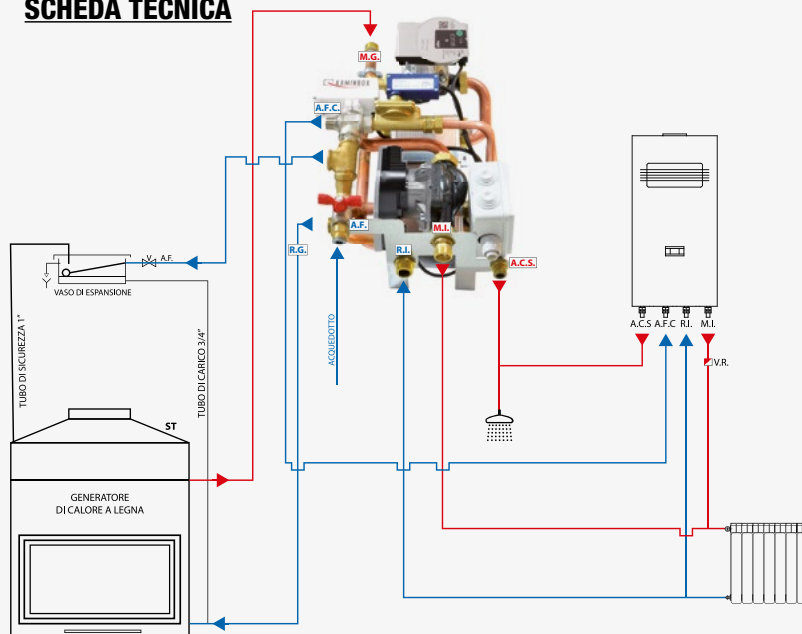 SCHEDA TECNICA
M.G.
KAMINBOX
A.F.C.
A.F.
M.I.
R.G.
R.I.
A.C.S.
V
A.F.
VASO DI ESPANSIONE
TUBO DI SICUREZZA 1"
TUBO DI CARICO 3/4"
ACQUEDOTTO
A.C.S
A.F.C
R.I.
M.I.
V.R.
ST
GENERATORE
DI CALORE A LEGNA